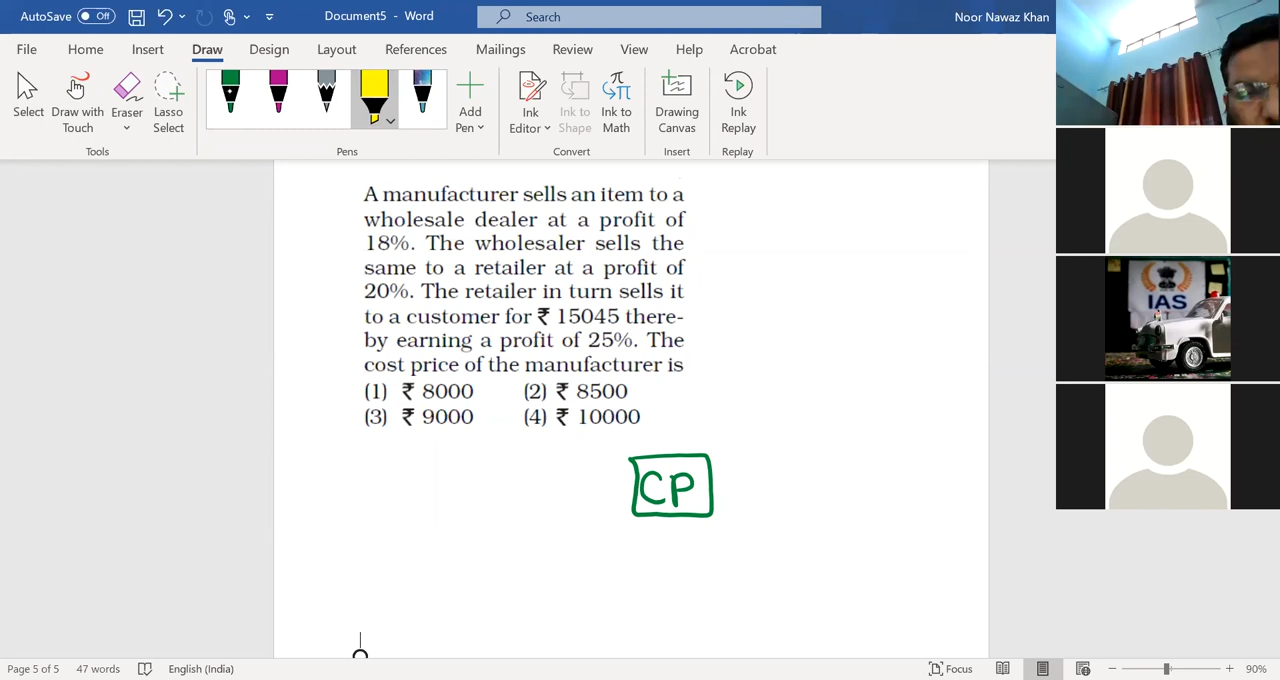 AutoSave Off Document5 - Word Search Noor Nawaz Khan
File Home Insert Draw Design Layout References Mailings Review View Help Acrobat
Select Draw with Touch Eraser Lasso Select Add Pen Ink Editor Ink to Shape Ink to Math Drawing Canvas Ink Replay
Tools Pens Convert Insert Replay
A manufacturer sells an item to a
wholesale dealer at a profit of
18%. The wholesaler sells the
same to a retailer at a profit of
20%. The retailer in turn sells it
to a customer for ₹ 15045 there-
by earning a profit of 25%. The
cost price of the manufacturer is
(1) ₹ 8000 (2) ₹ 8500
(3) ₹ 9000 (4) ₹ 10000
CP
IAS
Page 5 of 5 47 words English (India) Focus 90%